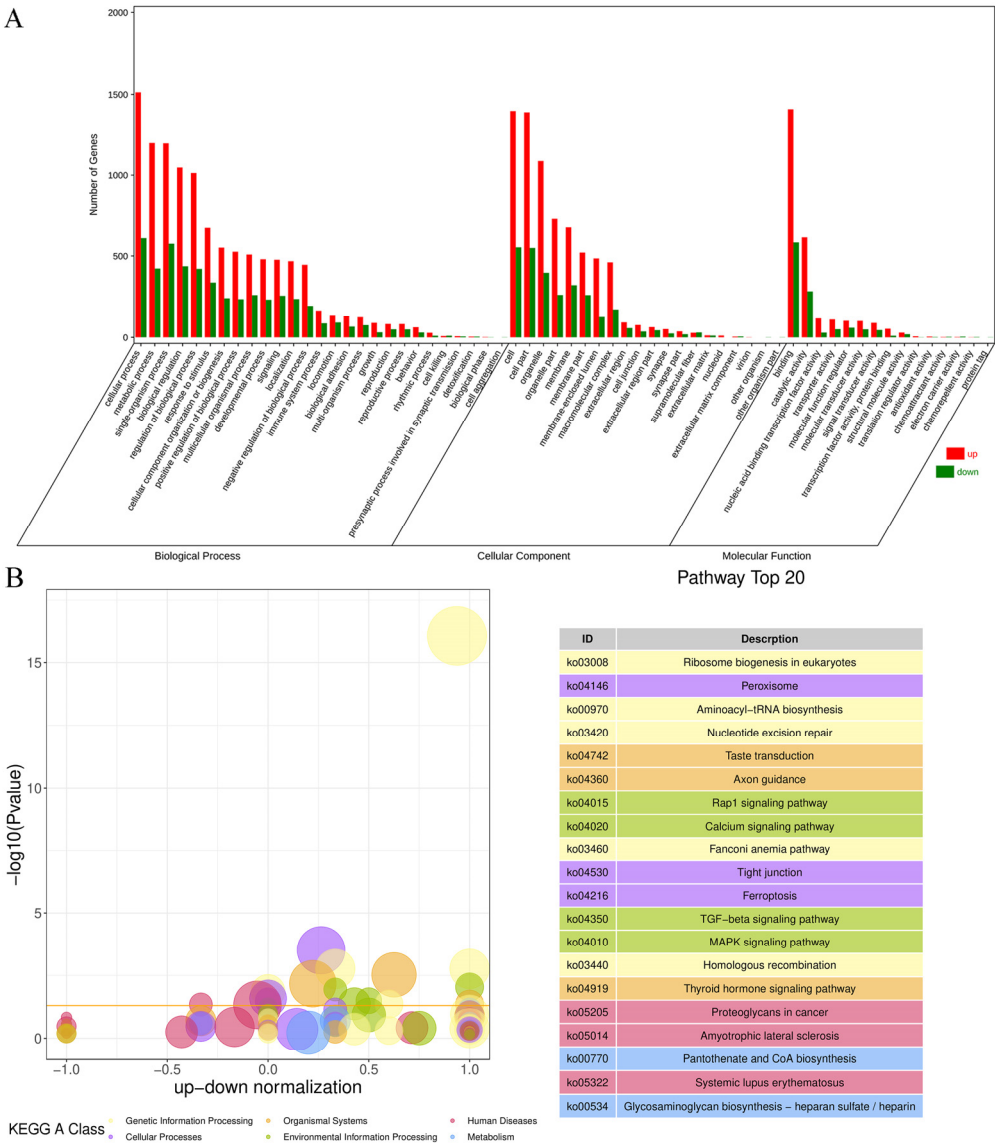 A
2000
1500
1000
500
0
Number of Genes
cellular process
metabolic process
single-organism process
biological regulation
regulation of biological process
response to stimulus
cellular component organization or biogenesis
positive regulation of biological process
multicellular organismal process
developmental process
signaling
localization
negative regulation of biological process
immune system process
locomotion
biological adhesion
multi-organism process
growth
reproduction
reproductive process
behavior
rhythmic process
cell killing
presynaptic process involved in synaptic transmission
detoxification
biological phase
cell aggregation
cell
cell part
organelle
organelle part
membrane
membrane part
membrane-enclosed lumen
macromolecular complex
extracellular region
cell junction
extracellular region part
synapse
synapse part
supramolecular fiber
extracellular matrix
nucleoid
extracellular matrix component
virion
other organism
other organism part
binding
catalytic activity
nucleic acid binding transcription factor activity
transporter activity
molecular function regulator
molecular transducer activity
signal transducer activity
transcription factor activity, protein binding
structural molecule activity
translation regulator activity
antioxidant activity
chemoattractant activity
electron carrier activity
chemorepellent activity
protein tag
up
down
Biological Process
Cellular Component
Molecular Function
B
Pathway Top 20
15
10
5
0
-log10(Pvalue)
−1.0 −0.5 0.0 0.5 1.0
up-down normalization
ID Descrption
ko03008 Ribosome biogenesis in eukaryotes
ko04146 Peroxisome
ko00970 Aminoacyl−tRNA biosynthesis
ko03420 Nucleotide excision repair
ko04742 Taste transduction
ko04360 Axon guidance
ko04015 Rap1 signaling pathway
ko04020 Calcium signaling pathway
ko03460 Fanconi anemia pathway
ko04530 Tight junction
ko04216 Ferroptosis
ko04350 TGF−beta signaling pathway
ko04010 MAPK signaling pathway
ko03440 Homologous recombination
ko04919 Thyroid hormone signaling pathway
ko05205 Proteoglycans in cancer
ko05014 Amyotrophic lateral sclerosis
ko00770 Pantothenate and CoA biosynthesis
ko05322 Systemic lupus erythematosus
ko00534 Glycosaminoglycan biosynthesis − heparan sulfate / heparin
KEGG A Class
Genetic Information Processing Organismal Systems Human Diseases
Cellular Processes Environmental Information Processing Metabolism